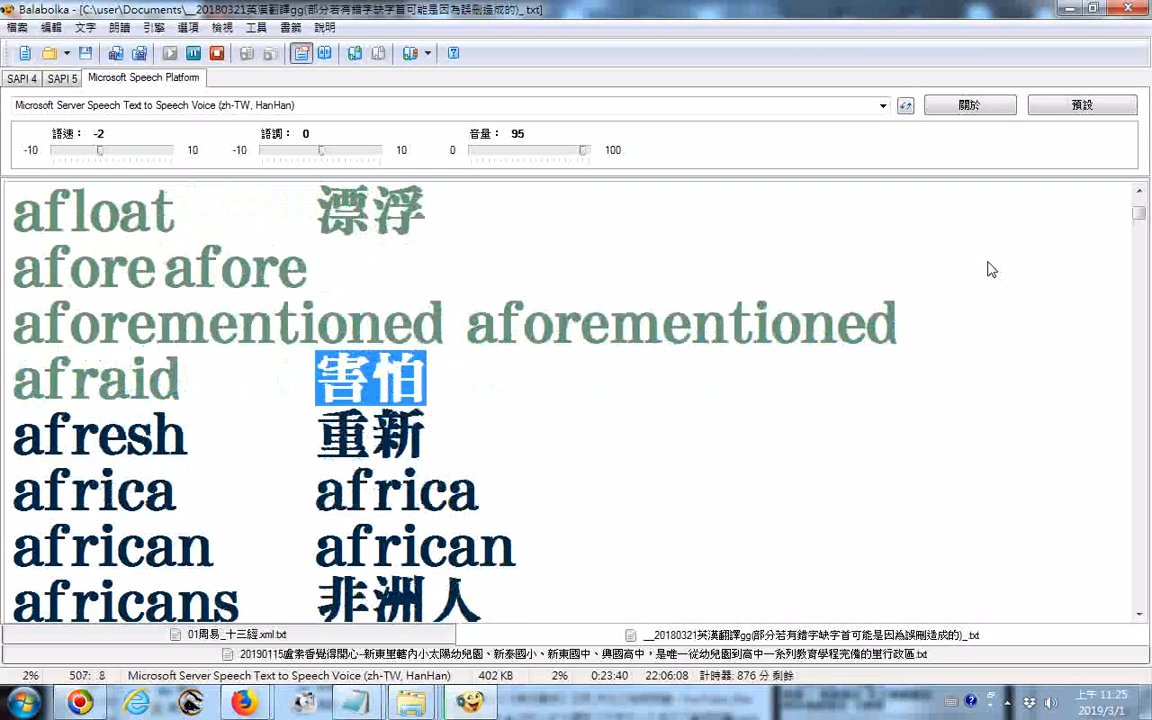 Balabolka - [C:\user\Documents\__20180321英漢翻譯gg(部分若有錯字缺字首可能是因為誤刪造成的)_.txt]
檔案 編輯 文字 朗讀 引擎 選項 檢視 工具 書籤 說明
SAPI 4 SAPI 5 Microsoft Speech Platform
Microsoft Server Speech Text to Speech Voice (zh-TW, HanHan) 關於 預設
語速： -2 語調： 0 音量： 95
-10 10 -10 10 0 100
afloat 漂浮
afore afore
aforementioned aforementioned
afraid 害怕
afresh 重新
africa africa
african african
africans 非洲人
01周易_十三經.xml.txt __20180321英漢翻譯gg(部分若有錯字缺字首可能是因為誤刪造成的)_.txt
20190115盧素香覺得開心-新東里轄內小太陽幼兒園、新泰國小、新東國中、興國高中，是唯一從幼兒園到高中一系列教育學程完備的里行政區.txt
2% 507: 8 Microsoft Server Speech Text to Speech Voice (zh-TW, HanHan) 402 KB 2% 0:23:40 22:06:08 計時器: 876 分 剩餘
上午 11:25
2019/3/1